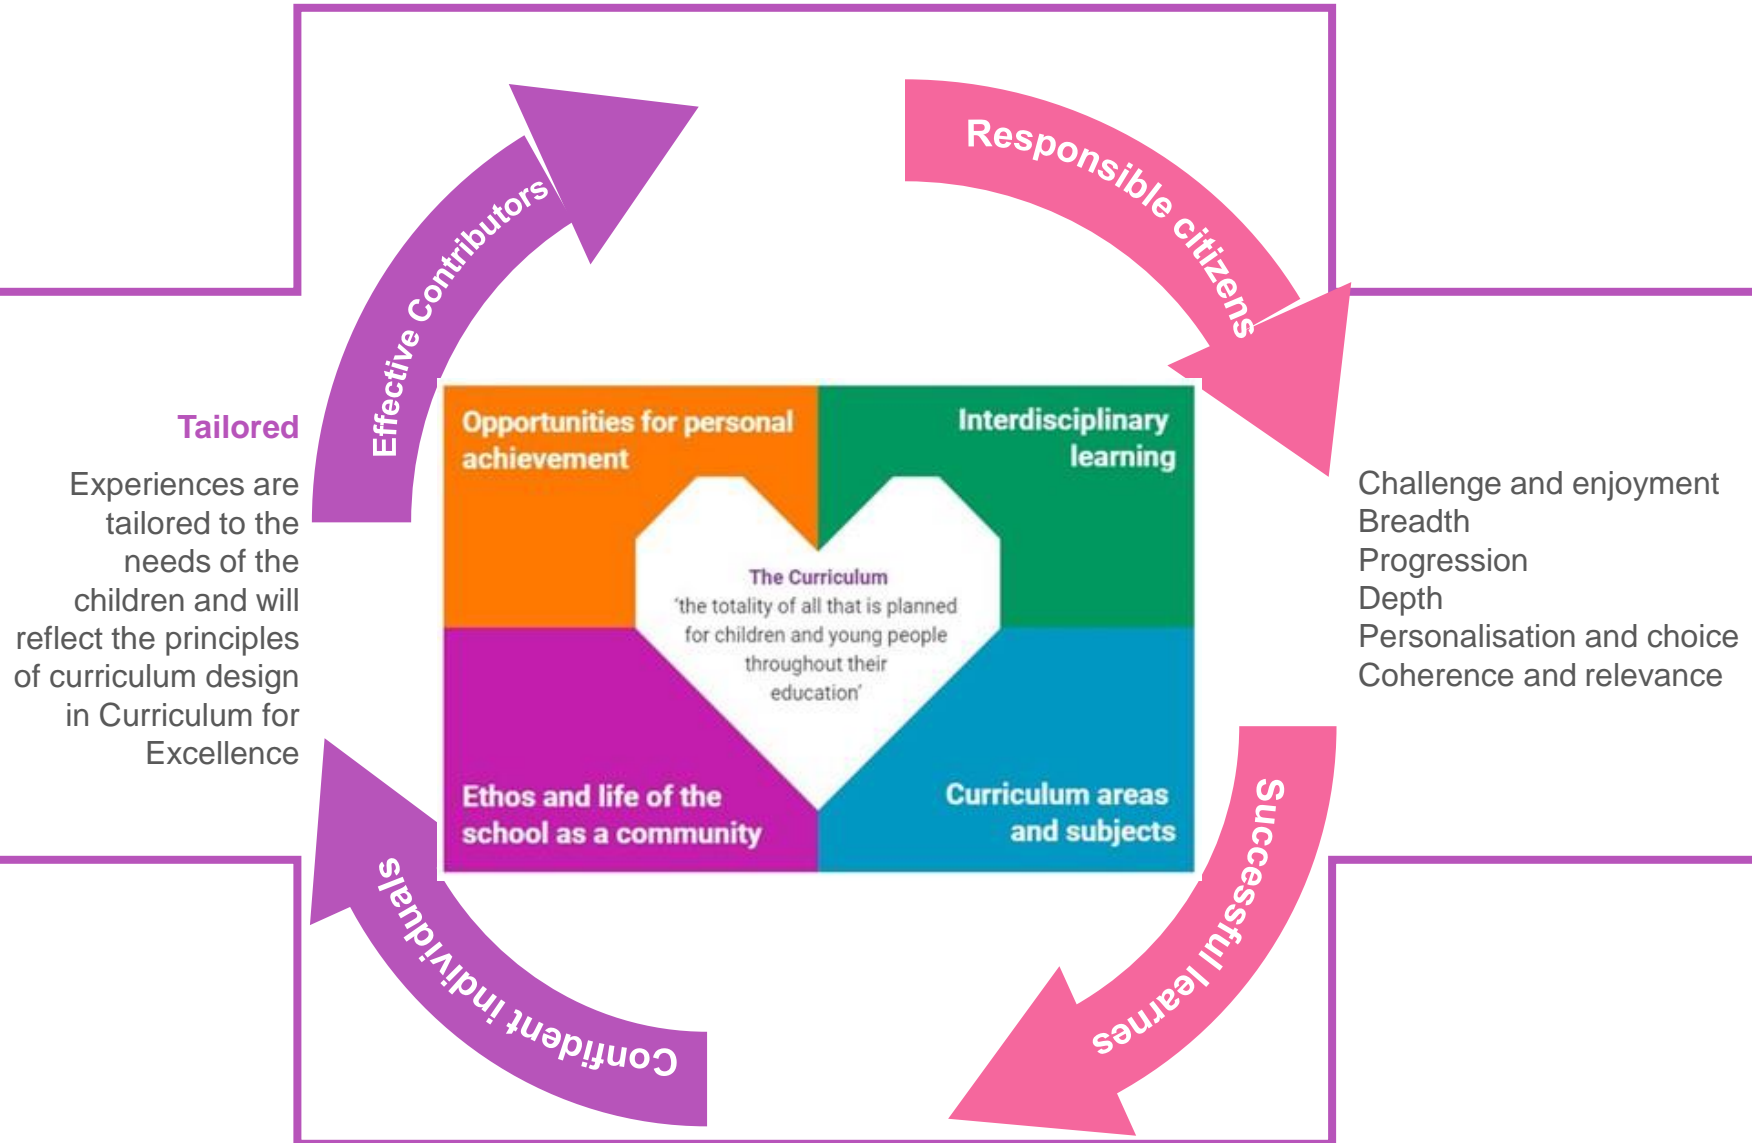 Effective Contributors
Responsible citizens
Tailored
Experiences are
tailored to the
needs of the
children and will
reflect the principles
of curriculum design
in Curriculum for
Excellence
Opportunities for personal
achievement
Interdisciplinary
learning
The Curriculum
‘the totality of all that is planned
for children and young people
throughout their
education’
Ethos and life of the
school as a community
Curriculum areas
and subjects
Challenge and enjoyment
Breadth
Progression
Depth
Personalisation and choice
Coherence and relevance
Successful learnes
Confident individuals